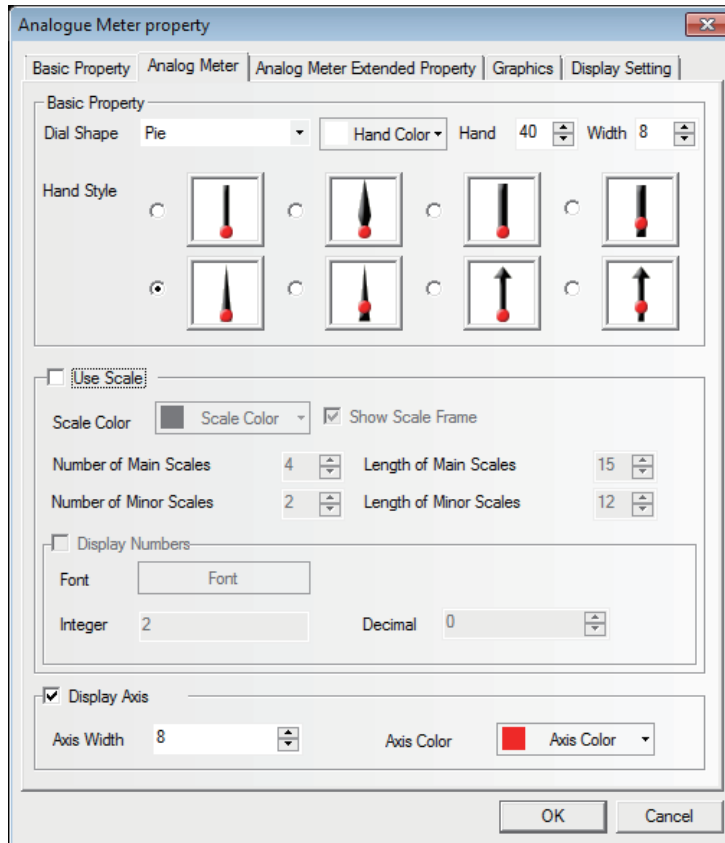 Analogue Meter property
Basic Property Analog Meter Analog Meter Extended Property Graphics Display Setting
Basic Property
Dial Shape Pie Hand Color Hand 40 Width 8
Hand Style
Use Scale
Scale Color Scale Color Show Scale Frame
Number of Main Scales 4 Length of Main Scales 15
Number of Minor Scales 2 Length of Minor Scales 12
Display Numbers
Font Font
Integer 2 Decimal 0
Display Axis
Axis Width 8 Axis Color Axis Color
OK Cancel